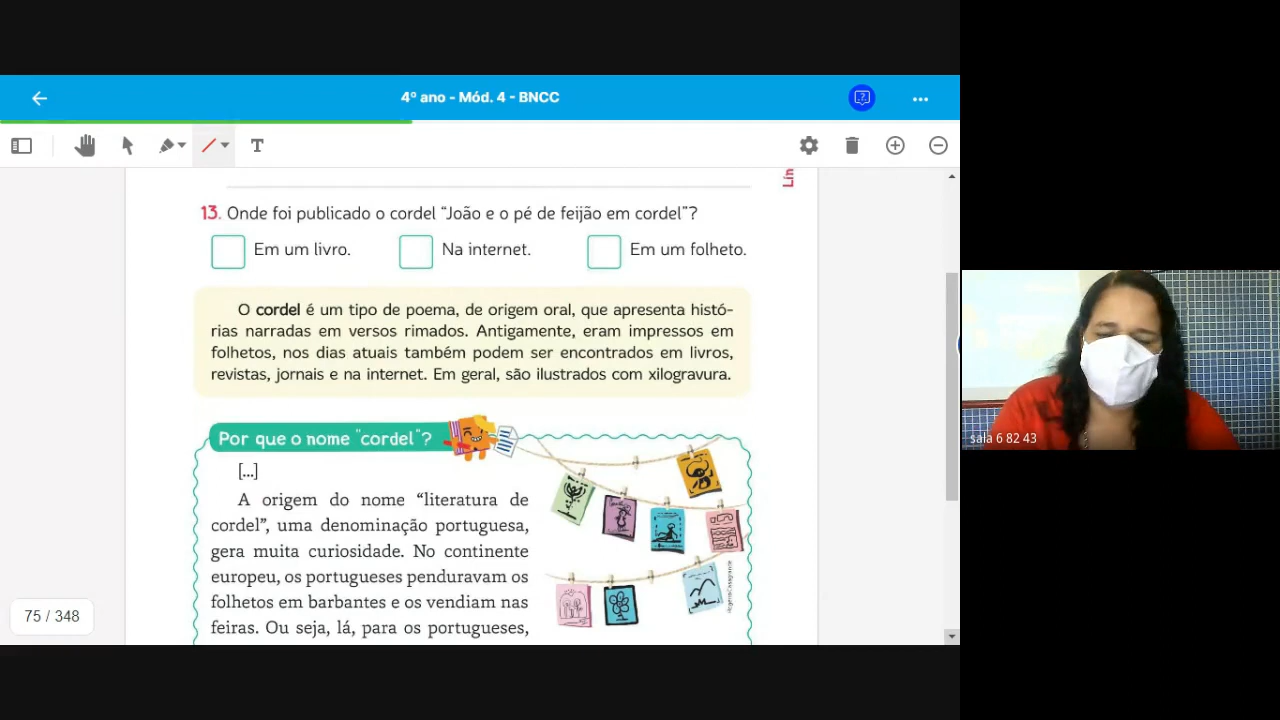 4º ano - Mód. 4 - BNCC
T
Lín
13. Onde foi publicado o cordel “João e o pé de feijão em cordel”?
Em um livro. Na internet. Em um folheto.
O cordel é um tipo de poema, de origem oral, que apresenta histó-
rias narradas em versos rimados. Antigamente, eram impressos em
folhetos, nos dias atuais também podem ser encontrados em livros,
revistas, jornais e na internet. Em geral, são ilustrados com xilogravura.
Por que o nome "cordel"?
[...]
A origem do nome “literatura de
cordel”, uma denominação portuguesa,
gera muita curiosidade. No continente
europeu, os portugueses penduravam os
folhetos em barbantes e os vendiam nas
feiras. Ou seja, lá, para os portugueses,
75 / 348
sala 6 82 43